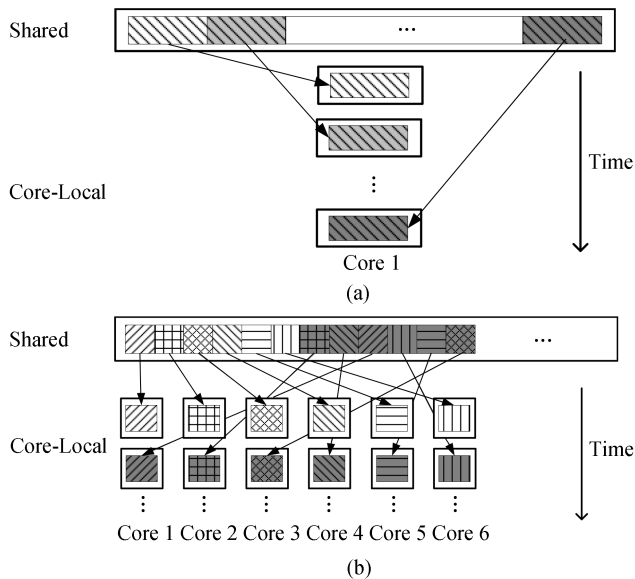 Shared
...
Time
...
Core-Local
Core 1
(a)
Shared
...
Core-Local
Time
...
Core 1 Core 2 Core 3 Core 4 Core 5 Core 6
(b)